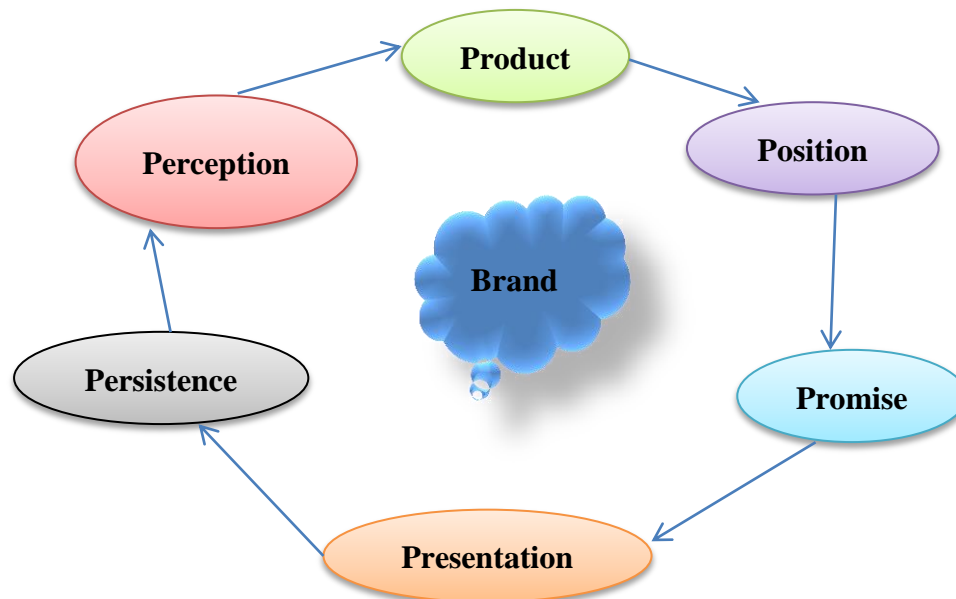 Product
Position
Perception
Brand
Persistence
Promise
Presentation